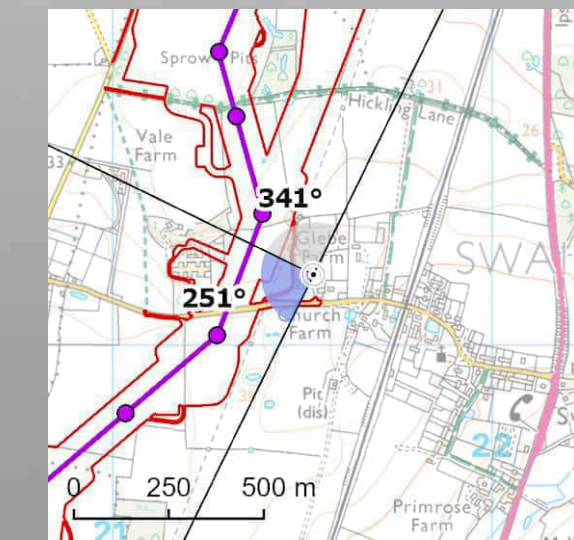 Sprow
Pits
Hickling Lane
31
26
Vale
Farm
33
341°
Glebe
Farm
SWA
251°
Church
Farm
Pit
(dis)
22
0 250 500 m
Primrose
Farm
21